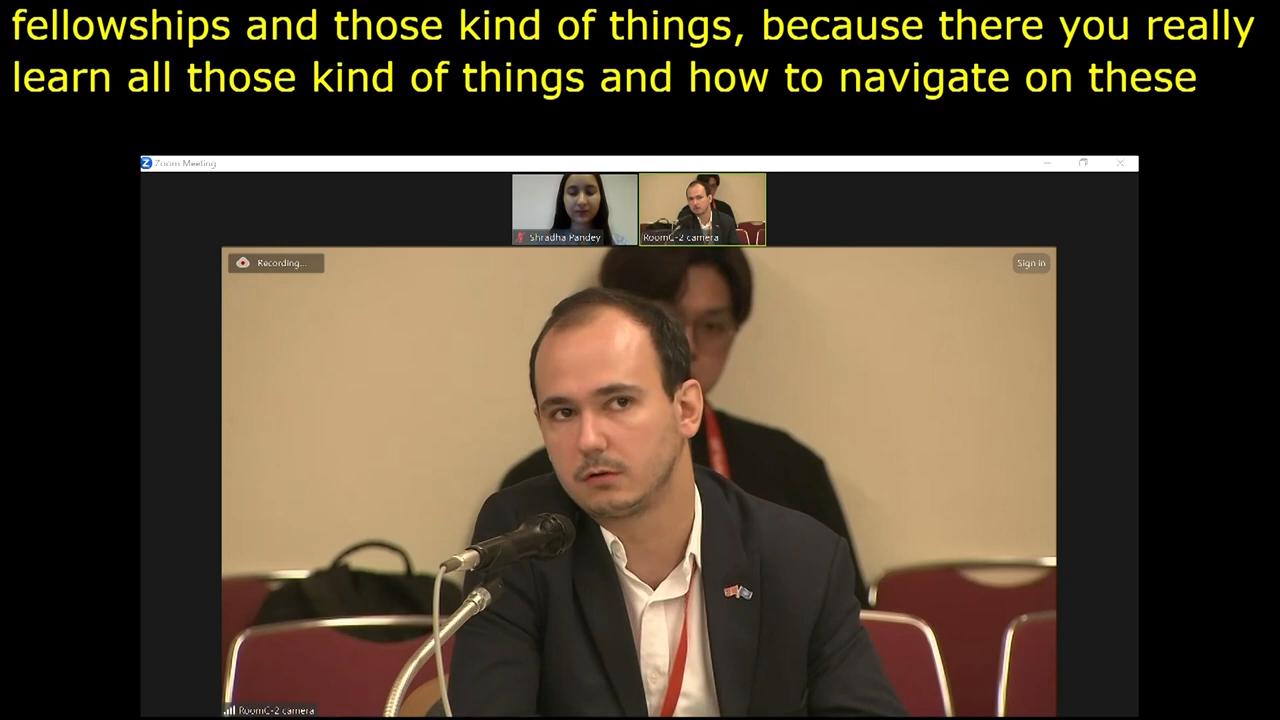 fellowships and those kind of things, because there you really
learn all those kind of things and how to navigate on these
Zoom Meeting
Shradha Pandey
RoomC-2 camera
Recording...
Sign in
RoomC-2 camera